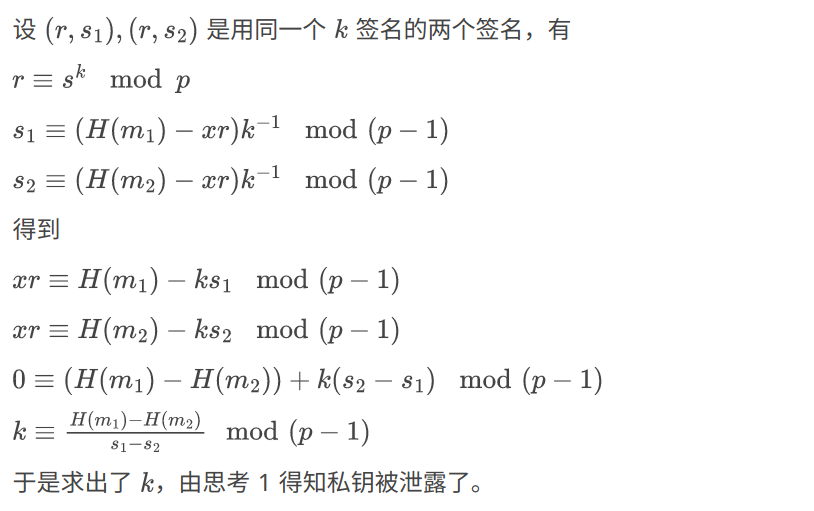 设 $(r, s_1), (r, s_2)$ 是用同一个 $k$ 签名的两个签名，有
$r \equiv s^k \mod p$
$s_1 \equiv (H(m_1) - xr)k^{-1} \mod (p - 1)$
$s_2 \equiv (H(m_2) - xr)k^{-1} \mod (p - 1)$
得到
$xr \equiv H(m_1) - ks_1 \mod (p - 1)$
$xr \equiv H(m_2) - ks_2 \mod (p - 1)$
$0 \equiv (H(m_1) - H(m_2)) + k(s_2 - s_1) \mod (p - 1)$
$k \equiv \frac{H(m_1)-H(m_2)}{s_1-s_2} \mod (p - 1)$
于是求出了 $k$，由思考 1 得知私钥被泄露了。